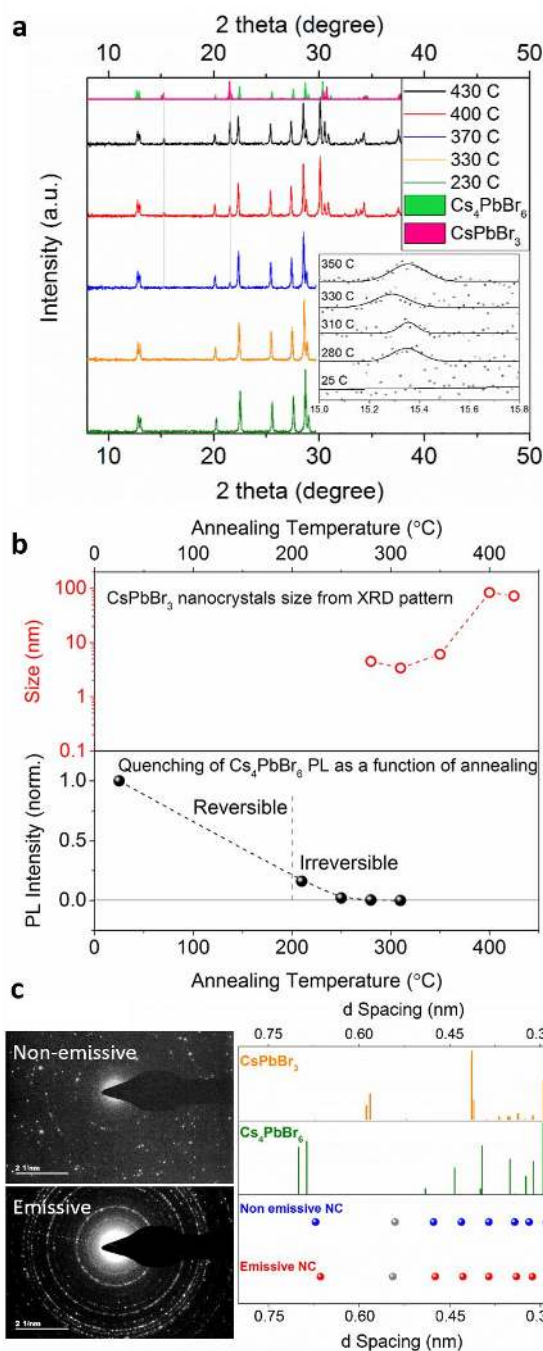 a
2 theta (degree)
10 20 30 40 50
Intensity (a.u.)
430 C
400 C
370 C
330 C
230 C
Cs₄PbBr₆
CsPbBr₃
350 C
330 C
310 C
280 C
25 C
15.0 15.2 15.4 15.6 15.8
10 20 30 40 50
2 theta (degree)
b
Annealing Temperature (°C)
0 100 200 300 400
Size (nm)
100
10
1
0.1
CsPbBr₃ nanocrystals size from XRD pattern
PL Intensity (norm.)
1.0
0.5
0.0
Quenching of Cs₄PbBr₆ PL as a function of annealing
Reversible
Irreversible
0 100 200 300 400
Annealing Temperature (°C)
c
Non-emissive
2 1/nm
Emissive
2 1/nm
d Spacing (nm)
0.75 0.60 0.45 0.3
CsPbBr₃
Cs₄PbBr₆
Non emissive NC
Emissive NC
0.75 0.60 0.45 0.3
d Spacing (nm)